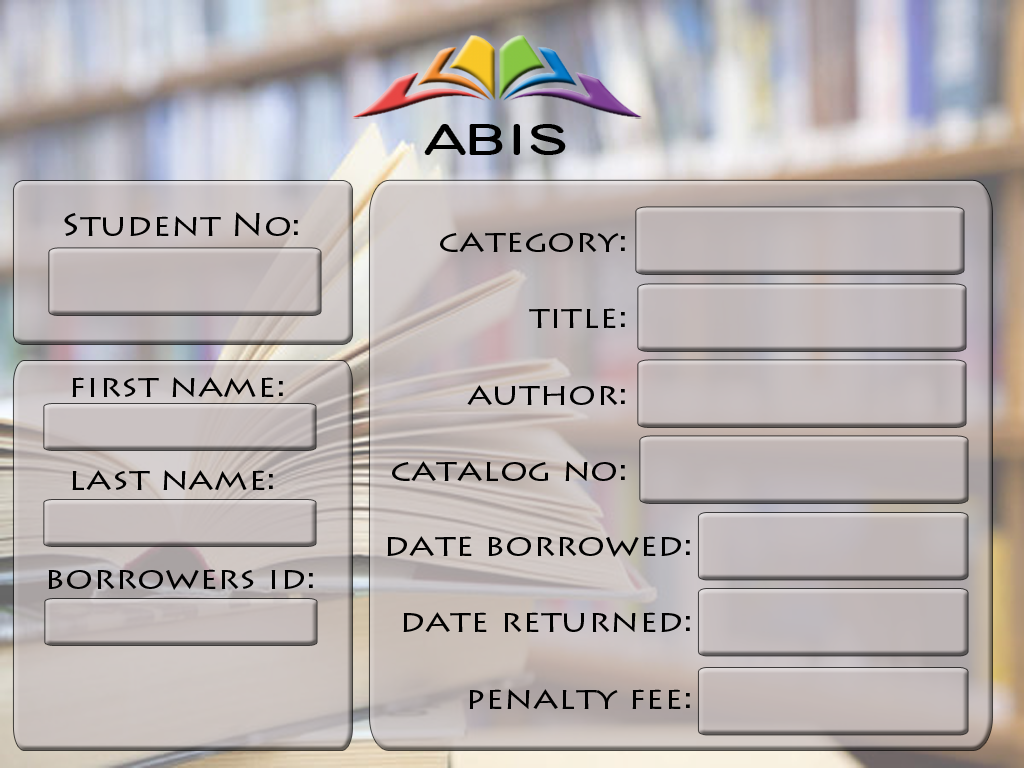 ABIS
Student No:
FIRST NAME:
LAST NAME:
BORROWERS ID:
CATEGORY:
TITLE:
AUTHOR:
CATALOG NO:
DATE BORROWED:
DATE RETURNED:
PENALTY FEE: